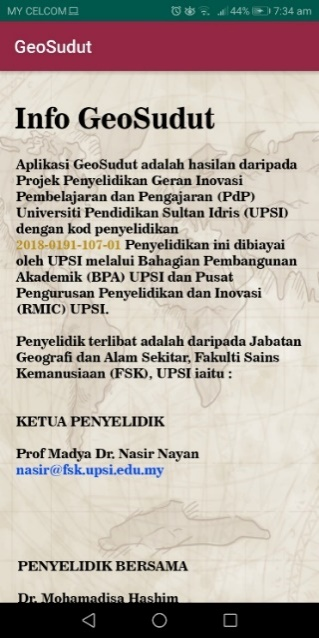 MY CELCOM 44% 7:34 am
GeoSudut
Info GeoSudut
Aplikasi GeoSudut adalah hasilan daripada
Projek Penyelidikan Geran Inovasi
Pembelajaran dan Pengajaran (PdP)
Universiti Pendidikan Sultan Idris (UPSI)
dengan kod penyelidikan
2018-0191-107-01 Penyelidikan ini dibiayai
oleh UPSI melalui Bahagian Pembangunan
Akademik (BPA) UPSI dan Pusat
Pengurusan Penyelidikan dan Inovasi
(RMIC) UPSI.
Penyelidik terlibat adalah daripada Jabatan
Geografi dan Alam Sekitar, Fakulti Sains
Kemanusiaan (FSK), UPSI iaitu :
KETUA PENYELIDIK
Prof Madya Dr. Nasir Nayan
nasir@fsk.upsi.edu.my
PENYELIDIK BERSAMA
Dr. Mohamadisa Hashim